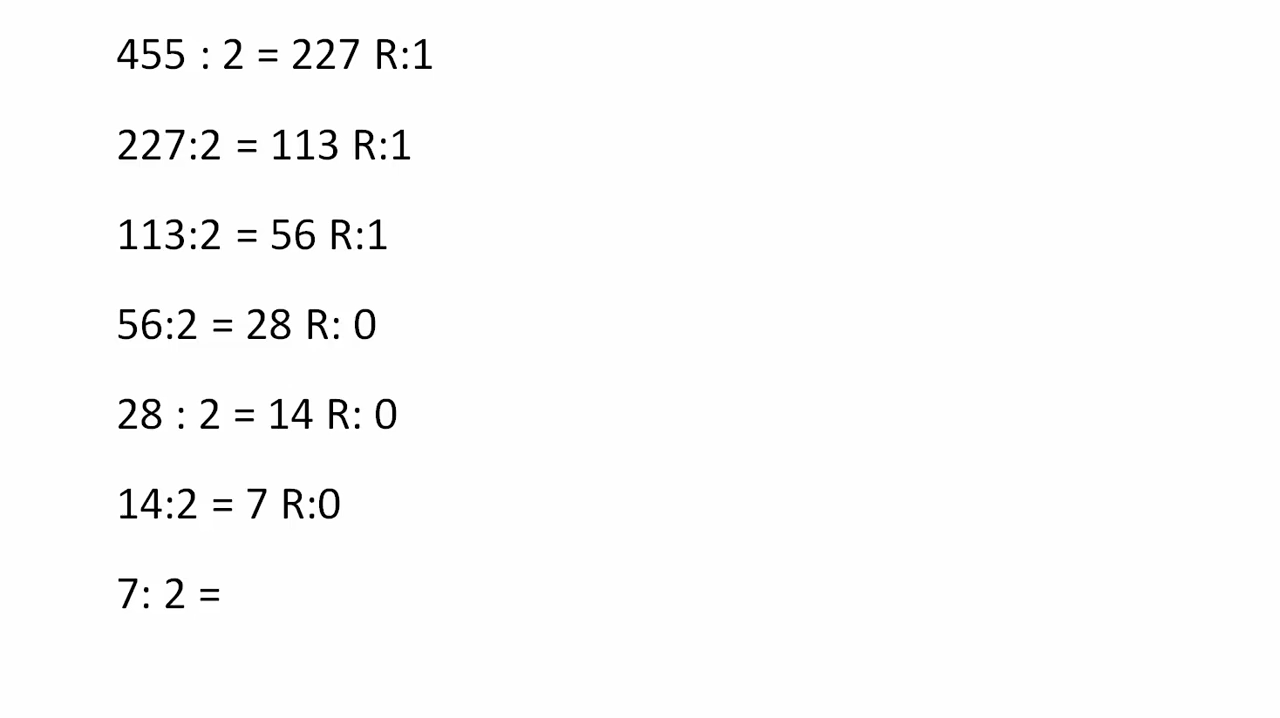 455 : 2 = 227 R:1
227:2 = 113 R:1
113:2 = 56 R:1
56:2 = 28 R: 0
28 : 2 = 14 R: 0
14:2 = 7 R:0
7: 2 =